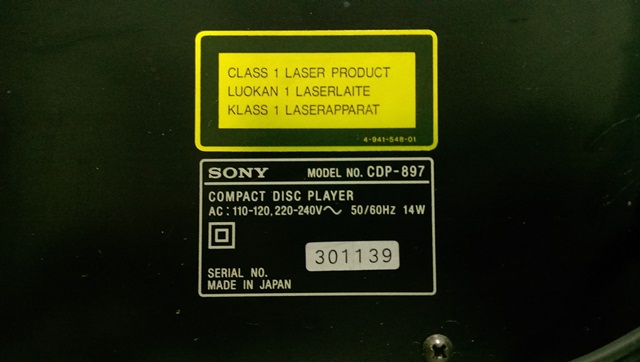 CLASS 1 LASER PRODUCT
LUOKAN 1 LASERLAITE
KLASS 1 LASERAPPARAT
4-941-548-01
SONY MODEL NO. CDP-897
COMPACT DISC PLAYER
AC: 110-120, 220-240V～ 50/60Hz 14W
301139
SERIAL NO.
MADE IN JAPAN